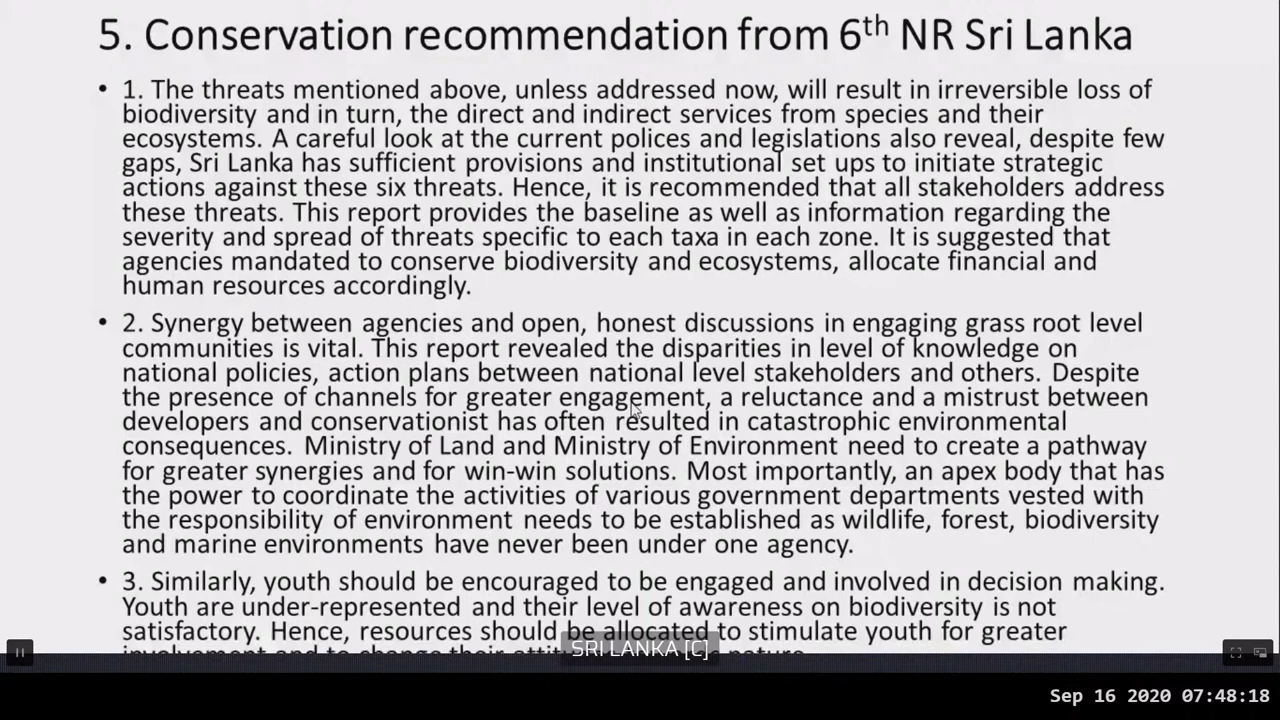 5. Conservation recommendation from 6th NR Sri Lanka
• 1. The threats mentioned above, unless addressed now, will result in irreversible loss of
biodiversity and in turn, the direct and indirect services from species and their
ecosystems. A careful look at the current polices and legislations also reveal, despite few
gaps, Sri Lanka has sufficient provisions and institutional set ups to initiate strategic
actions against these six threats. Hence, it is recommended that all stakeholders address
these threats. This report provides the baseline as well as information regarding the
severity and spread of threats specific to each taxa in each zone. It is suggested that
agencies mandated to conserve biodiversity and ecosystems, allocate financial and
human resources accordingly.
• 2. Synergy between agencies and open, honest discussions in engaging grass root level
communities is vital. This report revealed the disparities in level of knowledge on
national policies, action plans between national level stakeholders and others. Despite
the presence of channels for greater engagement, a reluctance and a mistrust between
developers and conservationist has often resulted in catastrophic environmental
consequences. Ministry of Land and Ministry of Environment need to create a pathway
for greater synergies and for win-win solutions. Most importantly, an apex body that has
the power to coordinate the activities of various government departments vested with
the responsibility of environment needs to be established as wildlife, forest, biodiversity
and marine environments have never been under one agency.
• 3. Similarly, youth should be encouraged to be engaged and involved in decision making.
Youth are under-represented and their level of awareness on biodiversity is not
satisfactory. Hence, resources should be allocated to stimulate youth for greater
involvement and to change their nature.
SRI LANKA [C]
Sep 16 2020 07:48:18